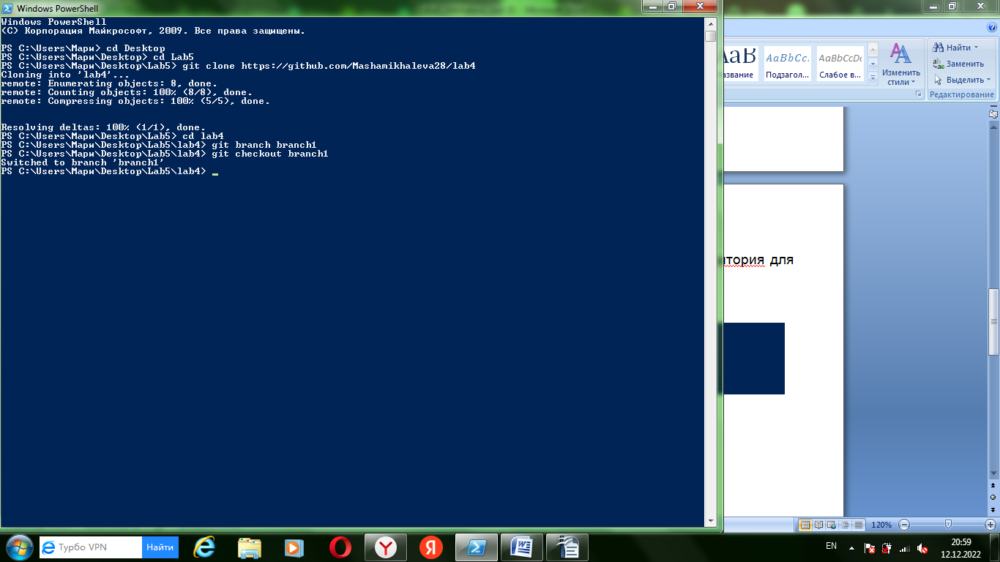 Windows PowerShell
Windows PowerShell
(C) Корпорация Майкрософт, 2009. Все права защищены.
PS C:\Users\Мари> cd Desktop
PS C:\Users\Мари\Desktop> cd Lab5
PS C:\Users\Мари\Desktop\Lab5> git clone https://github.com/Mashamikhaleva28/lab4
Cloning into 'lab4'...
remote: Enumerating objects: 8, done.
remote: Counting objects: 100% (8/8), done.
remote: Compressing objects: 100% (5/5), done.
Resolving deltas: 100% (1/1), done.
PS C:\Users\Мари\Desktop\Lab5> cd lab4
PS C:\Users\Мари\Desktop\Lab5\lab4> git branch branch1
PS C:\Users\Мари\Desktop\Lab5\lab4> git checkout branch1
Switched to branch 'branch1'
PS C:\Users\Мари\Desktop\Lab5\lab4>
АаВ АаBbCc. АаBbCcDc
азвание Подзагол... Слабое в...
Изменить стили
Найти
Заменить
Выделить
Редактирование
тория для
120%
Турбо VPN
Найти
EN
20:59
12.12.2022